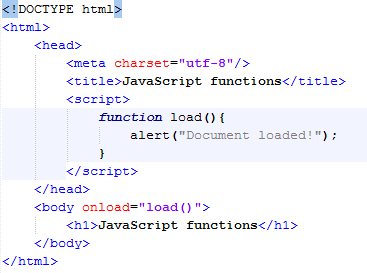 <!DOCTYPE html>
<html>
    <head>
        <meta charset="utf-8"/>
        <title>JavaScript functions</title>
        <script>
            function load(){
                alert("Document loaded!");
            }
        </script>
    </head>
    <body onload="load()">
        <h1>JavaScript functions</h1>
    </body>
</html>